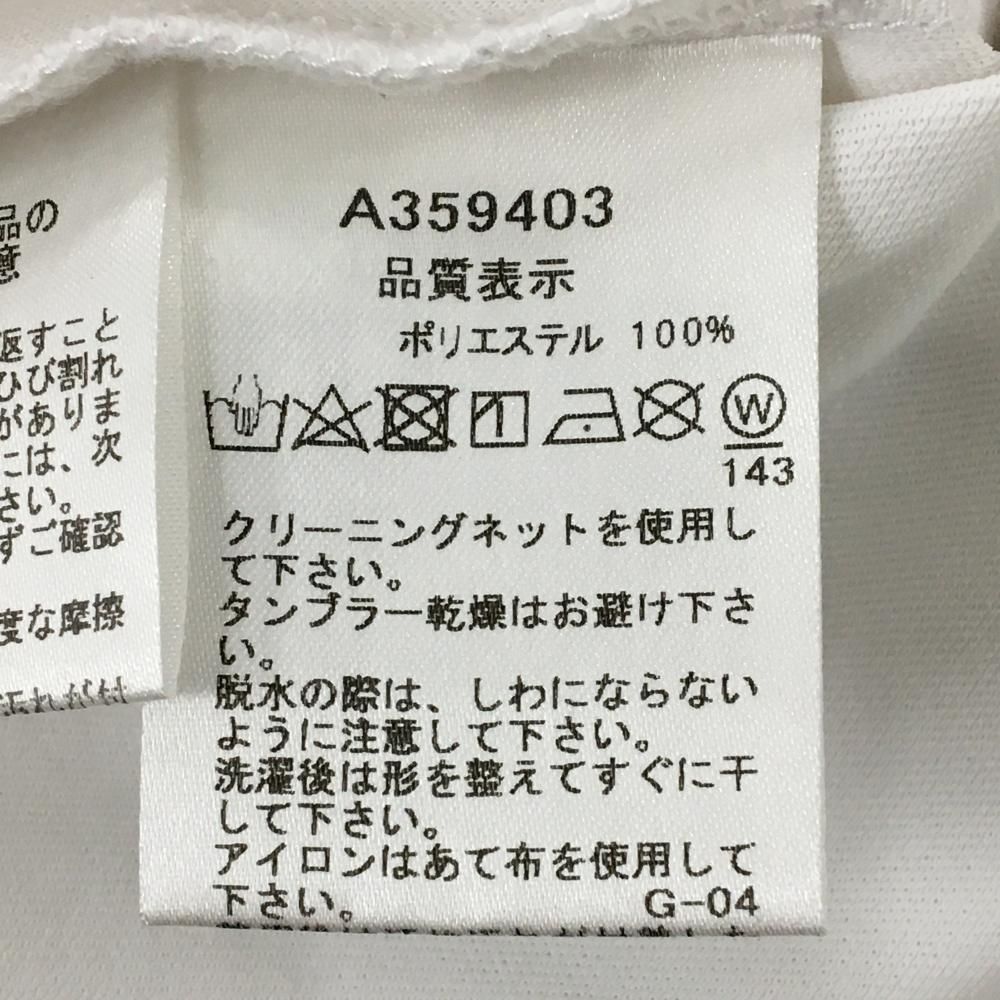 品の
意
返すこと
ひび割れ
がありま
には、次
さい。
ずご確認
度な摩擦
汚れが付
A359403
品質表示
ポリエステル 100%
W
143
クリーニングネットを使用し
て下さい。
タンブラー乾燥はお避け下さ
い。
脱水の際は、しわにならない
ように注意して下さい。
洗濯後は形を整えてすぐに干
して下さい。
アイロンはあて布を使用して
下さい。
G-04